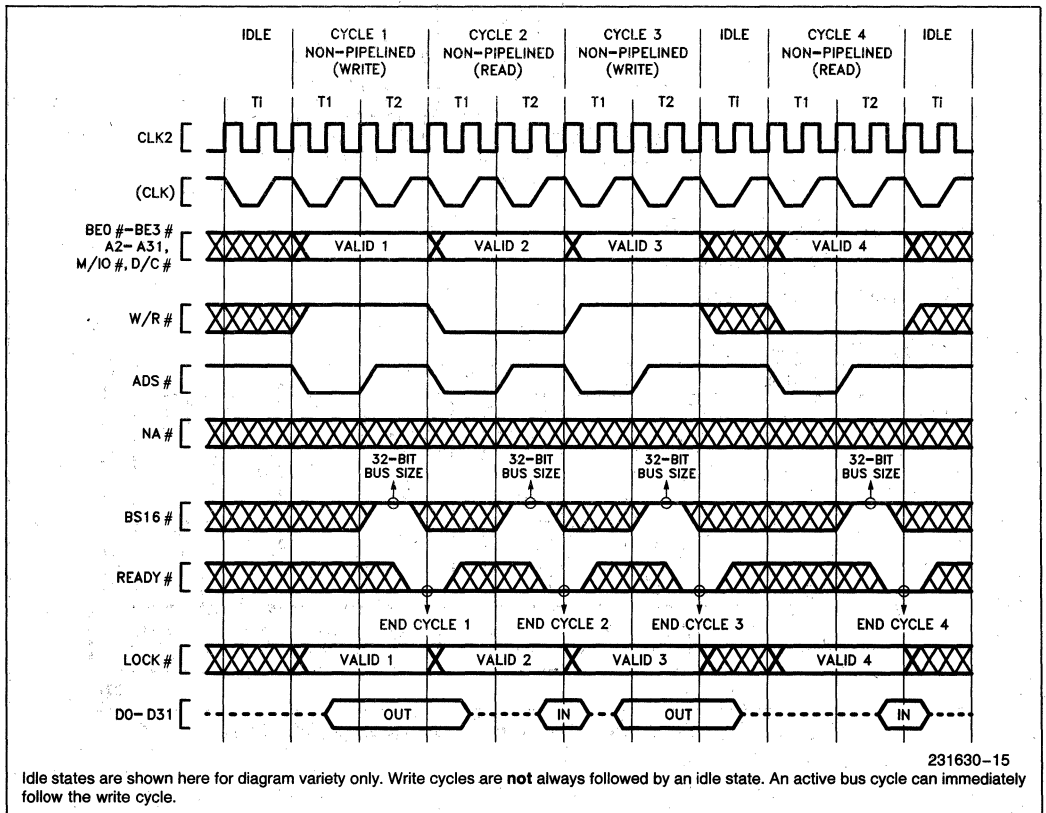 IDLE CYCLE 1 CYCLE 2 CYCLE 3 IDLE CYCLE 4 IDLE
NON-PIPELINED NON-PIPELINED NON-PIPELINED NON-PIPELINED
(WRITE) (READ) (WRITE) (READ)
Ti T1 T2 T1 T2 T1 T2 Ti T1 T2 Ti
CLK2
(CLK)
BE0 #-BE3 #
A2-A31,
M/IO #, D/C #
VALID 1 VALID 2 VALID 3 VALID 4
W/R #
ADS #
NA #
32-BIT 32-BIT 32-BIT 32-BIT
BUS SIZE BUS SIZE BUS SIZE BUS SIZE
BS16 #
READY #
END CYCLE 1 END CYCLE 2 END CYCLE 3 END CYCLE 4
LOCK # VALID 1 VALID 2 VALID 3 VALID 4
D0-D31 OUT IN OUT IN
231630-15
Idle states are shown here for diagram variety only. Write cycles are not always followed by an idle state. An active bus cycle can immediately
follow the write cycle.